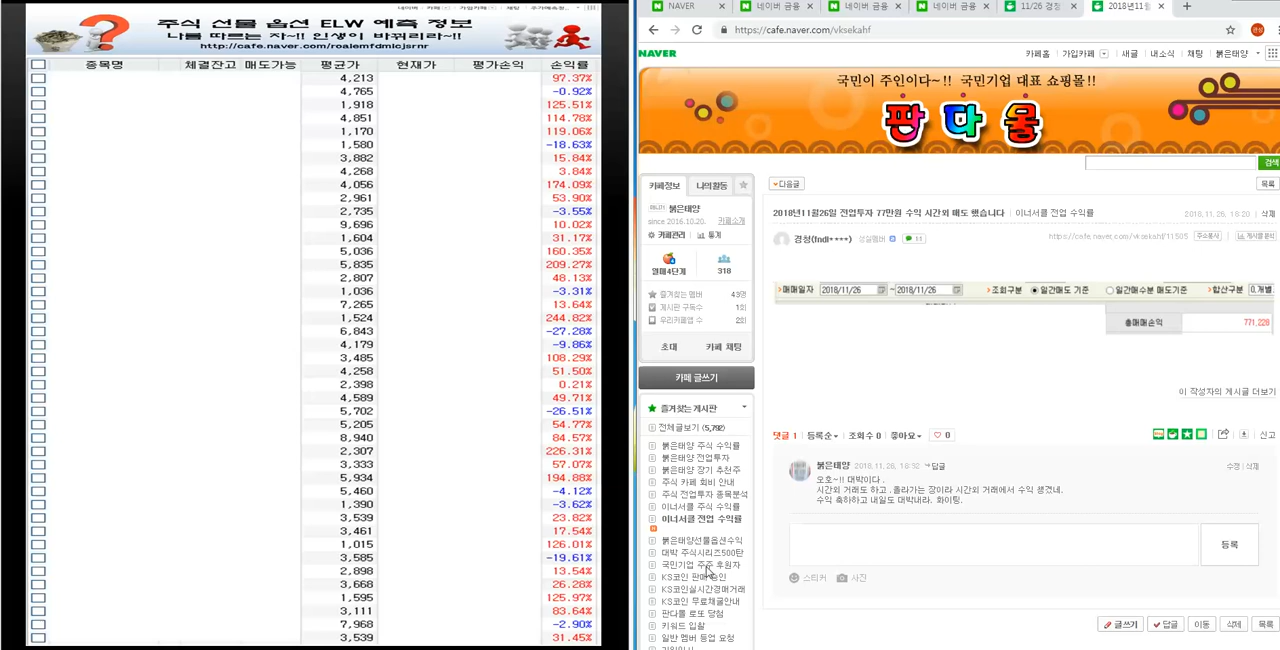 주식 선물 옵션 ELW 예측 정보
나를 따르는 자~!! 인생이 바뀌리라~!!
http://cafe.naver.com/roalemfdmicjsrnr
종목명 체결잔고 매도가능 평균가 현재가 평가손익 손익률
4,213 97.37%
4,765 -0.92%
1,918 125.51%
4,851 114.78%
1,170 119.06%
1,580 -18.63%
3,882 15.84%
4,268 3.84%
4,056 174.09%
2,961 53.90%
2,735 -3.55%
9,696 10.02%
1,604 31.17%
5,036 160.35%
5,835 209.27%
2,807 48.13%
1,036 -3.31%
7,265 13.64%
1,524 244.82%
6,843 -27.28%
4,179 -9.86%
3,485 108.29%
4,258 51.50%
2,398 0.21%
4,589 49.71%
5,702 -26.51%
5,205 54.77%
8,940 84.57%
2,307 226.31%
3,333 57.07%
5,934 194.88%
5,460 -4.12%
1,390 -3.62%
3,539 23.82%
3,461 17.54%
1,015 126.01%
3,585 -19.61%
2,898 13.54%
3,668 26.28%
1,595 125.97%
3,111 83.64%
7,968 -2.90%
3,539 31.45%
NAVER 네이버 금융 네이버 금융 네이버 금융 11/26 경청 2018년11월
https://cafe.naver.com/vksekahf
NAVER 카페홈 가입카페 새글 내소식 채팅 붉은태양
국민이 주인이다~!! 국민기업 대표 쇼핑몰!!
판다몰
검색
카페정보 나의활동
붉은태양
since 2016.10.20. 카페소개
카페관리 통계
열매4단계 318
즐겨찾는 멤버 43명
게시판 구독수 1회
우리카페앱 수 2회
초대 카페 채팅
카페 글쓰기
즐겨찾는 게시판
전체글보기 (5,792)
붉은태양 주식 수익률
붉은태양 전업투자
붉은태양 장기 추천주
주식 카페 회비 안내
주식 전업투자 종목분석
이너서클 주식 수익률
이너서클 전업 수익률
붉은태양선물옵션수익
대박 주식시리즈500탄
국민기업 주주 후원자
KS코인 판매승인
KS코인실시간경매거래
KS코인 무료채굴안내
판다몰 로또 당첨
키워드 입찰
일반 멤버 등업 요청
다음글 목록
2018년11월26일 전업투자 77만원 수익 시간외 매도 했습니다 | 이너서클 전업 수익률 2018.11.26. 18:20 삭제
경청(fndl****) 성실멤버 1:1 https://cafe.naver.com/vksekahf/11505 주소복사 게시물 분석
매매일자 2018/11/26 ~ 2018/11/26 조회구분 일간매도 기준 일간매수분 매도기준 합산구분 0.개별
총매매손익 771,228
이 작성자의 게시글 더보기
댓글 1 등록순 조회수 0 좋아요 0 신고
붉은태양 2018.11.26. 18:32 답글 수정 | 삭제
오호~!! 대박이다.
시간외 거래도 하고..올라가는 장이라 시간외 거래에서 수익 챙겼네.
수익 축하하고 내일도 대박내라. 화이팅.
등록
스티커 사진
글쓰기 답글 이동 삭제 목록